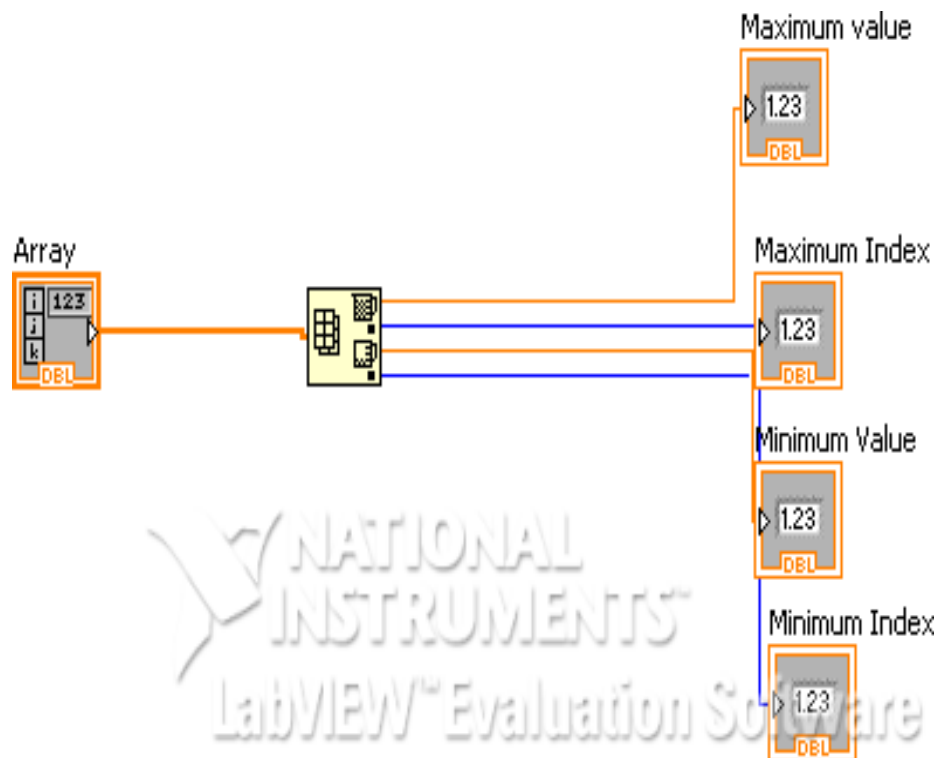 Maximum value
1.23
DBL
Array
i
j
k
123
DBL
Maximum Index
1.23
DBL
Minimum Value
1.23
DBL
NATIONAL
INSTRUMENTS™
LabVIEW™ Evaluation Software
Minimum Index
1.23
DBL